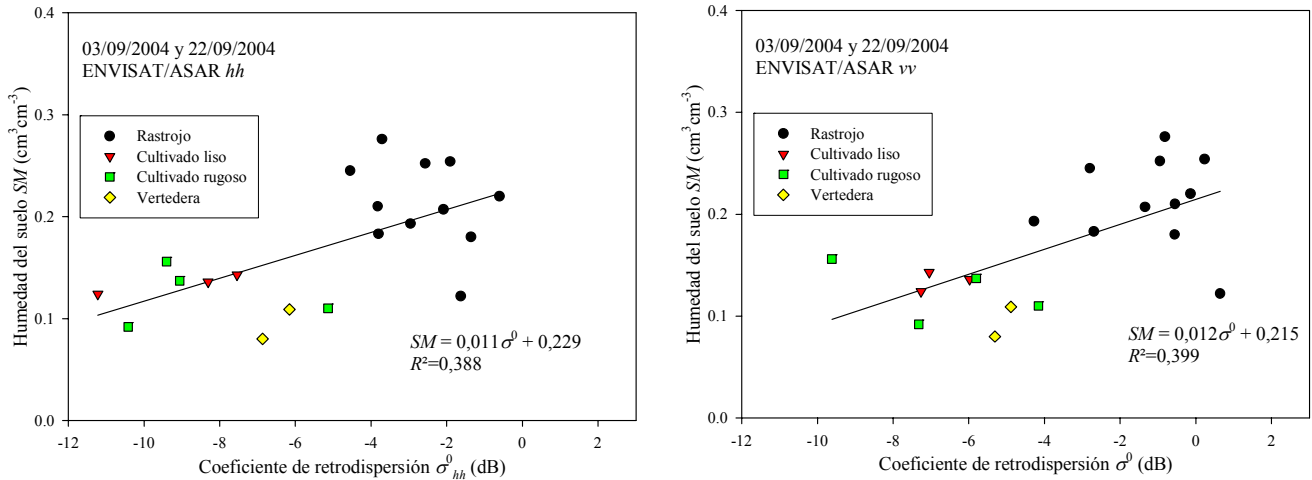 0.4
0.3
0.2
0.1
0.0
Humedad del suelo SM (cm³cm⁻³)
03/09/2004 y 22/09/2004
ENVISAT/ASAR hh
Rastrojo
Cultivado liso
Cultivado rugoso
Vertedera
SM = 0,011σ⁰ + 0,229
R²=0,388
-12 -10 -8 -6 -4 -2 0 2
Coeficiente de retrodispersión σ⁰hh (dB)
0.4
0.3
0.2
0.1
0.0
Humedad del suelo SM (cm³cm⁻³)
03/09/2004 y 22/09/2004
ENVISAT/ASAR vv
Rastrojo
Cultivado liso
Cultivado rugoso
Vertedera
SM = 0,012σ⁰ + 0,215
R²=0,399
-12 -10 -8 -6 -4 -2 0 2
Coeficiente de retrodispersión σ⁰ (dB)